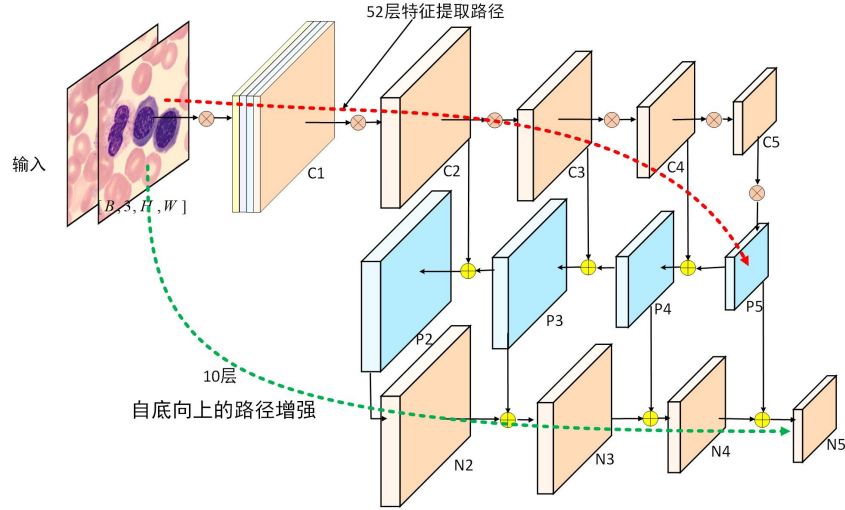 52层特征提取路径
输入
[B,3,H,W]
C1
C2
C3
C4
C5
P2
P3
P4
P5
10层
自底向上的路径增强
N2
N3
N4
N5